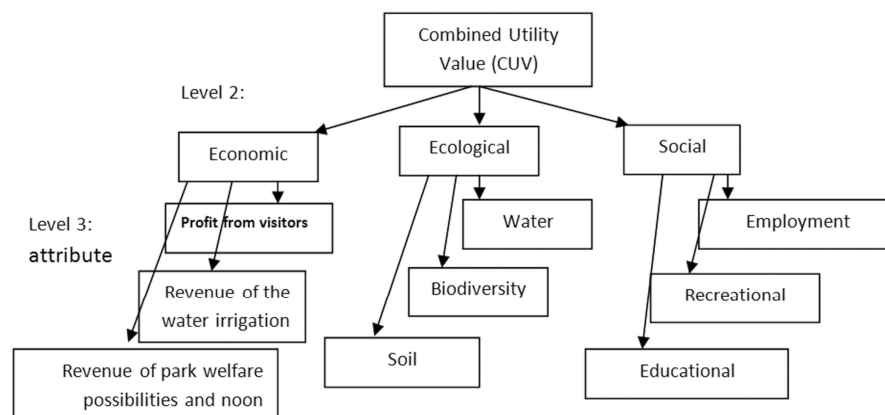 Combined Utility
Value (CUV)
Level 2:
Economic
Ecological
Social
Level 3:
attribute
Profit from visitors
Water
Employment
Revenue of the
water irrigation
Biodiversity
Recreational
Revenue of park welfare
possibilities and noon
Soil
Educational